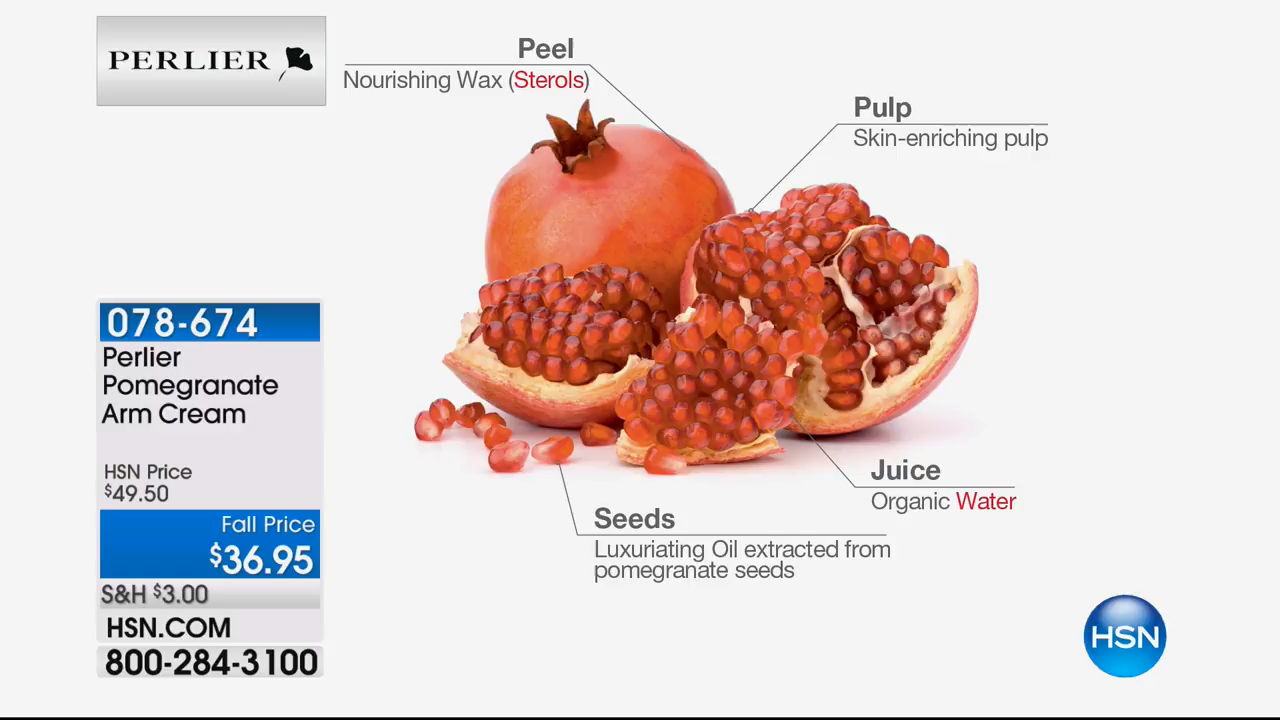 PERLIER
Peel
Nourishing Wax (Sterols)
Pulp
Skin-enriching pulp
078-674
Perlier
Pomegranate
Arm Cream
HSN Price
$49.50
Fall Price
$36.95
S&H $3.00
HSN.COM
800-284-3100
Juice
Organic Water
Seeds
Luxuriating Oil extracted from
pomegranate seeds
HSN